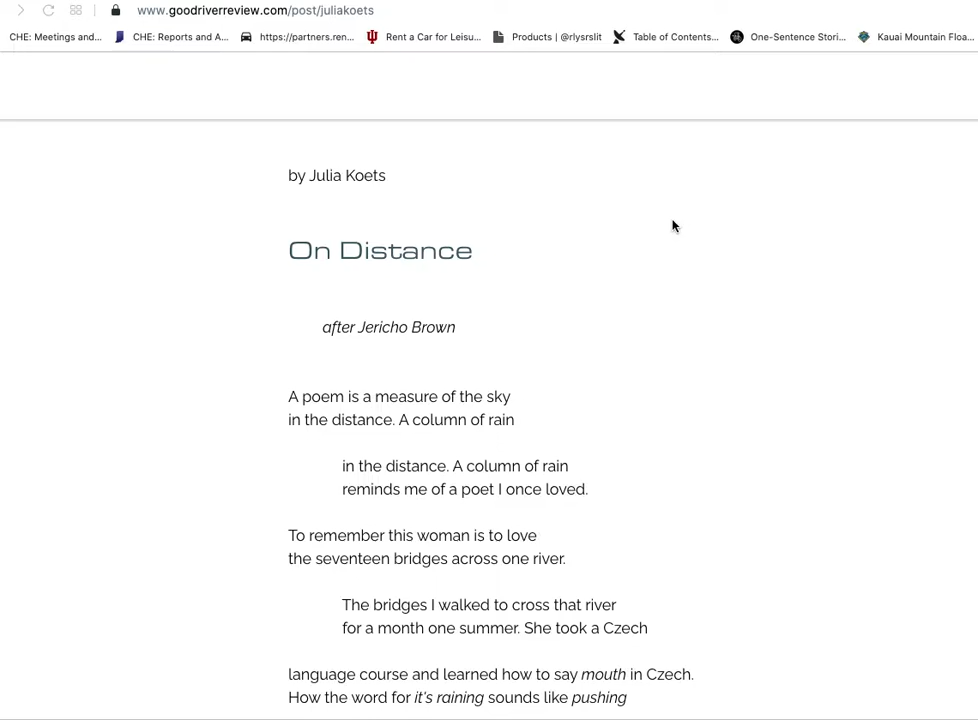 www.goodriverreview.com/post/juliakoets
CHE: Meetings and... CHE: Reports and A... https://partners.ren... Rent a Car for Leisu... Products | @rlysrslit Table of Contents... One-Sentence Stori... Kauai Mountain Floa...
by Julia Koets
On Distance
after Jericho Brown
A poem is a measure of the sky
in the distance. A column of rain
in the distance. A column of rain
reminds me of a poet I once loved.
To remember this woman is to love
the seventeen bridges across one river.
The bridges I walked to cross that river
for a month one summer. She took a Czech
language course and learned how to say mouth in Czech.
How the word for it's raining sounds like pushing